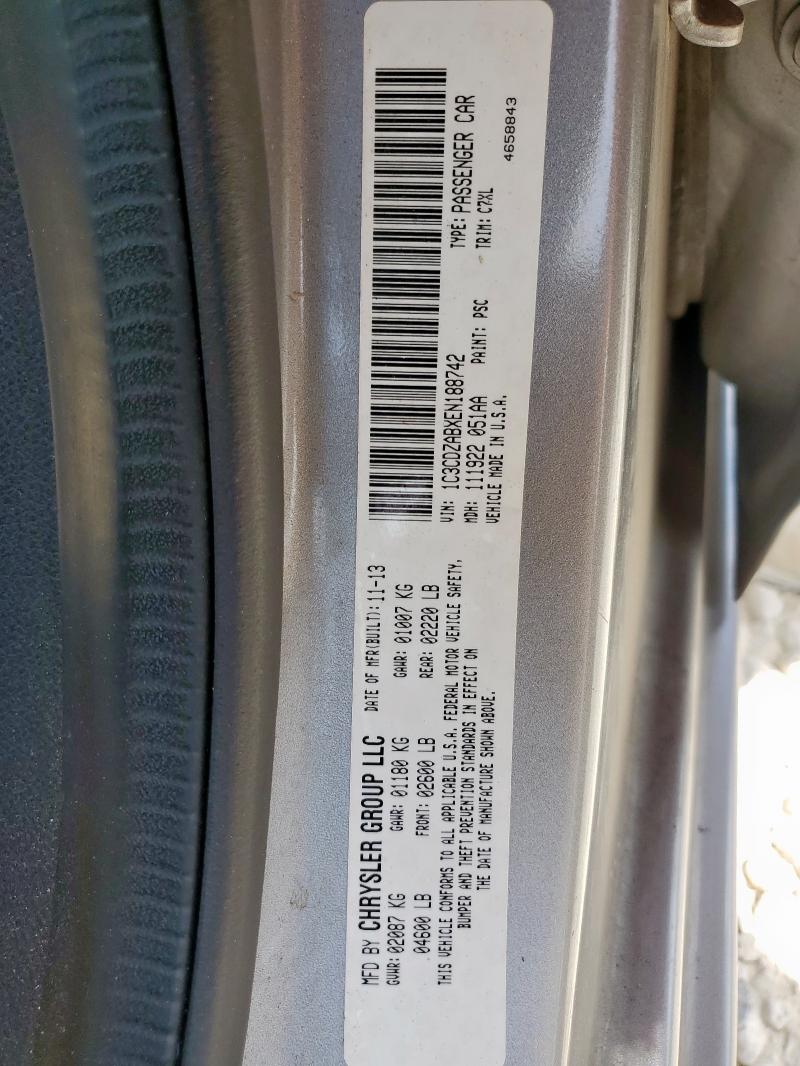 MFD BY CHRYSLER GROUP LLC DATE OF MFR(BUILT): 11-13
GVWR: 02087 KG GAWR: 01180 KG GAWR: 01007 KG
04600 LB FRONT: 02600 LB REAR: 02220 LB
THIS VEHICLE CONFORMS TO ALL APPLICABLE U.S.A. FEDERAL MOTOR VEHICLE SAFETY,
BUMPER AND THEFT PREVENTION STANDARDS IN EFFECT ON
THE DATE OF MANUFACTURE SHOWN ABOVE.
VIN: 1C3CDZABXEN188742 TYPE: PASSENGER CAR
MDH: 111922 051AA PAINT: PSC TRIM: C7XL
VEHICLE MADE IN U.S.A.
4658843